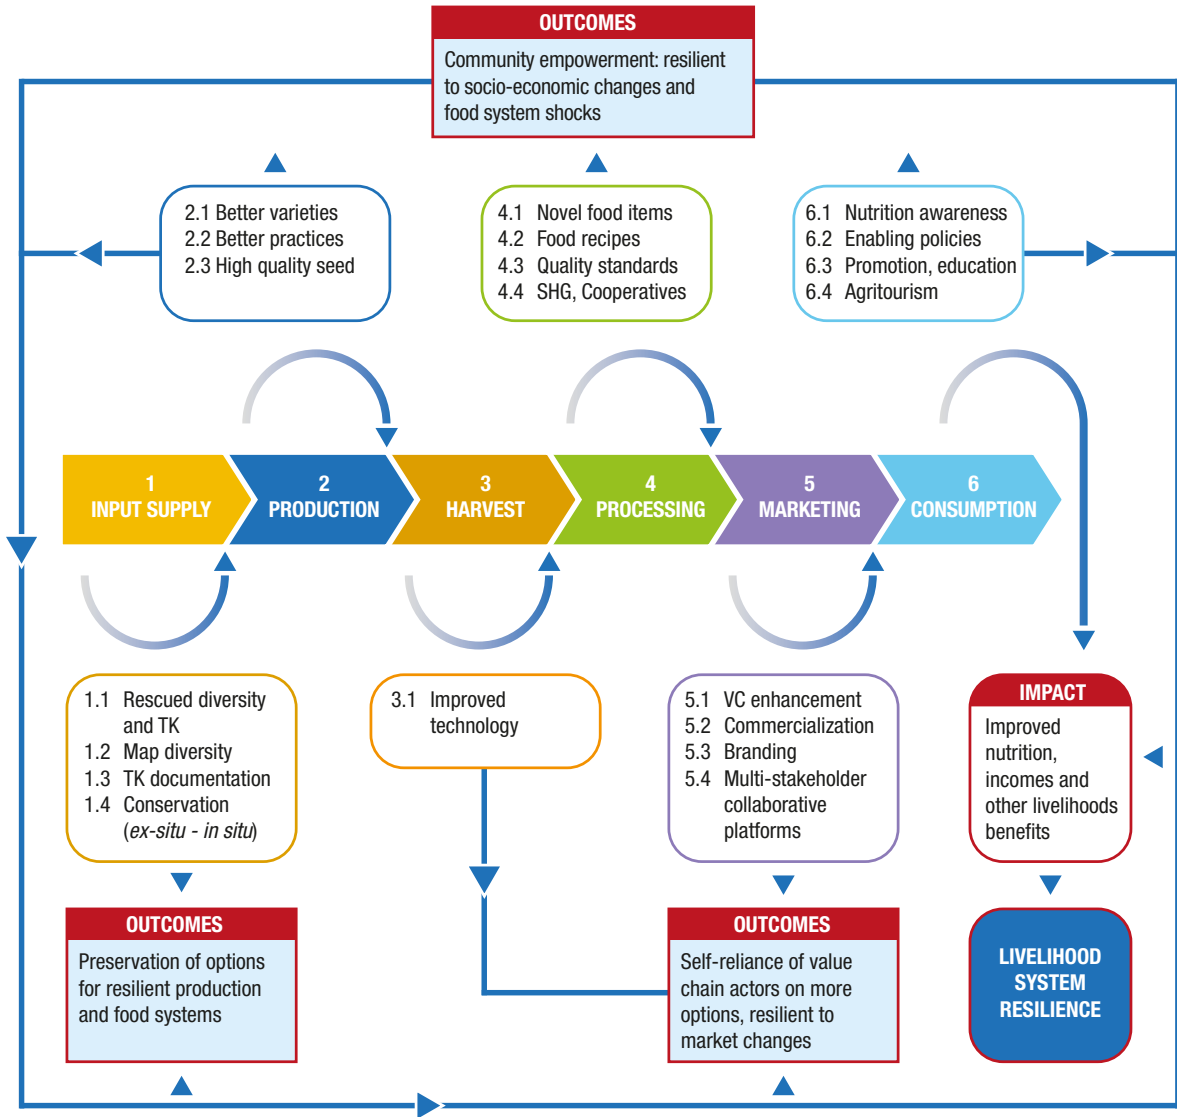 OUTCOMES
Community empowerment: resilient
to socio-economic changes and
food system shocks
2.1 Better varieties
2.2 Better practices
2.3 High quality seed
4.1 Novel food items
4.2 Food recipes
4.3 Quality standards
4.4 SHG, Cooperatives
6.1 Nutrition awareness
6.2 Enabling policies
6.3 Promotion, education
6.4 Agritourism
1
INPUT SUPPLY
2
PRODUCTION
3
HARVEST
4
PROCESSING
5
MARKETING
6
CONSUMPTION
1.1 Rescued diversity
and TK
1.2 Map diversity
1.3 TK documentation
1.4 Conservation
(ex-situ - in situ)
3.1 Improved
technology
5.1 VC enhancement
5.2 Commercialization
5.3 Branding
5.4 Multi-stakeholder
collaborative
platforms
IMPACT
Improved
nutrition,
incomes and
other livelihoods
benefits
OUTCOMES
Preservation of options
for resilient production
and food systems
OUTCOMES
Self-reliance of value
chain actors on more
options, resilient to
market changes
LIVELIHOOD
SYSTEM
RESILIENCE